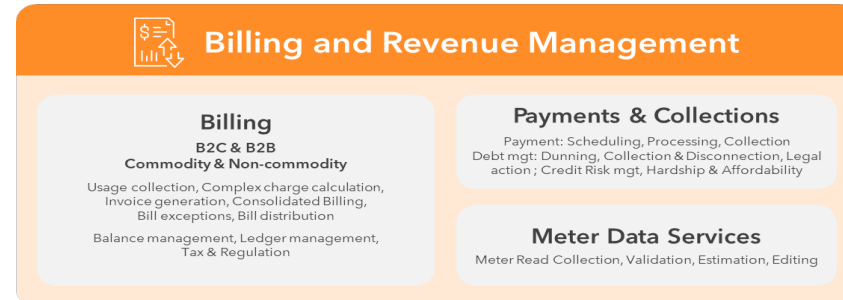 Billing and Revenue Management
Billing
B2C & B2B
Commodity & Non-commodity
Usage collection, Complex charge calculation,
Invoice generation, Consolidated Billing,
Bill exceptions, Bill distribution
Balance management, Ledger management,
Tax & Regulation
Payments & Collections
Payment: Scheduling, Processing, Collection
Debt mgt: Dunning, Collection & Disconnection, Legal
action ; Credit Risk mgt, Hardship & Affordability
Meter Data Services
Meter Read Collection, Validation, Estimation, Editing